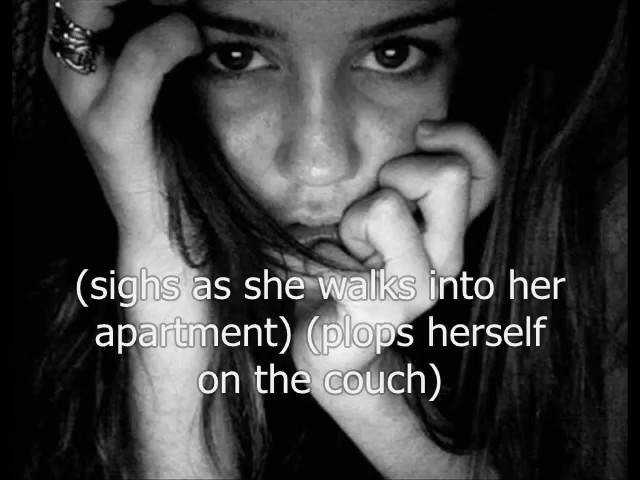 (sighs as she walks into her
apartment) (plops herself
on the couch)